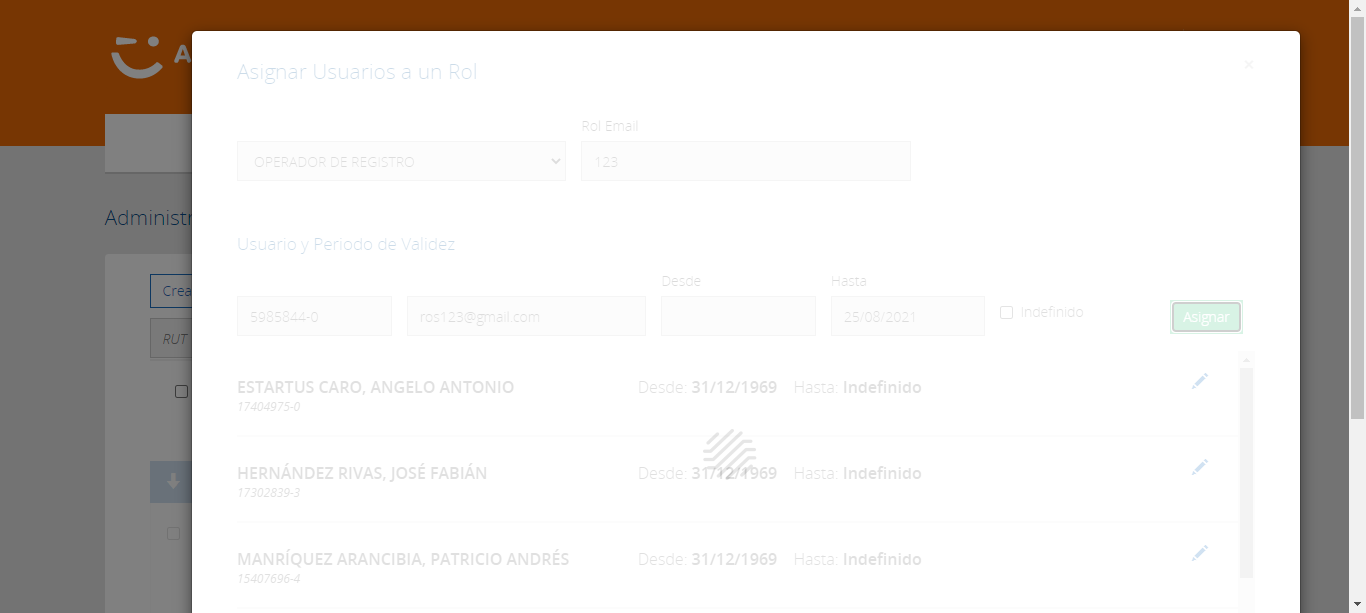 A
Asignar Usuarios a un Rol
×
Rol Email
OPERADOR DE REGISTRO
123
Administr
Usuario y Periodo de Validez
Desde
Hasta
Crea
5985844-0
ros123@gmail.com
25/08/2021
Indefinido
Asignar
RUT
ESTARTUS CARO, ANGELO ANTONIO
Desde: 31/12/1969 Hasta: Indefinido
17404975-0
HERNÁNDEZ RIVAS, JOSÉ FABIÁN
Desde: 31/12/1969 Hasta: Indefinido
17302839-3
MANRÍQUEZ ARANCIBIA, PATRICIO ANDRÉS
Desde: 31/12/1969 Hasta: Indefinido
15407696-4